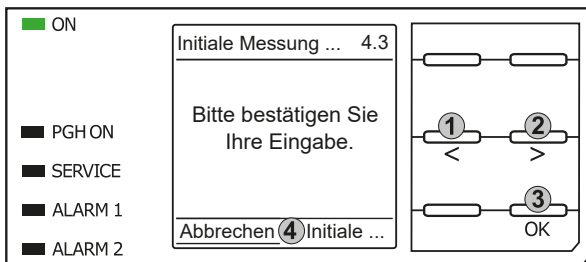 ON
PGH ON
SERVICE
ALARM 1
ALARM 2
Initiale Messung ... 4.3
Bitte bestätigen Sie
Ihre Eingabe.
Abbrechen 4 Initiale ...
1 2
< >
3
OK